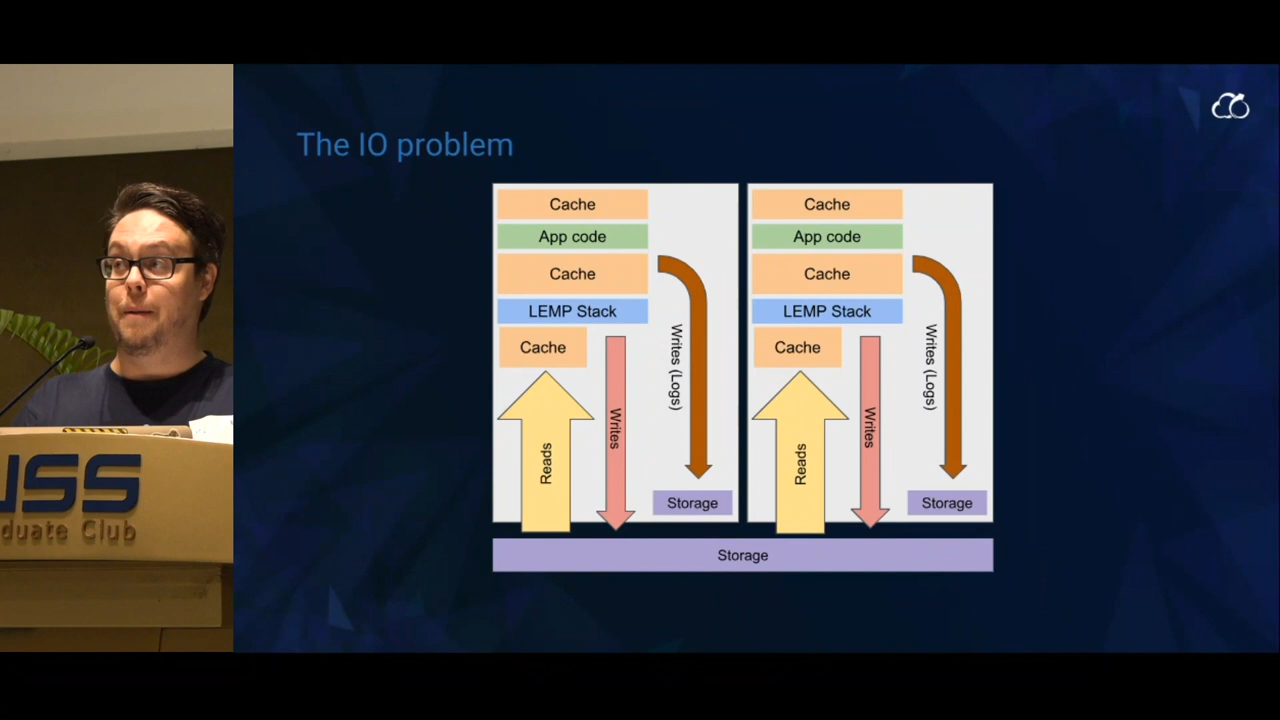 The IO problem
Cache
App code
Cache
LEMP Stack
Cache
Reads
Writes
Writes (Logs)
Storage
Cache
App code
Cache
LEMP Stack
Cache
Reads
Writes
Writes (Logs)
Storage
Storage
USS
duate Club